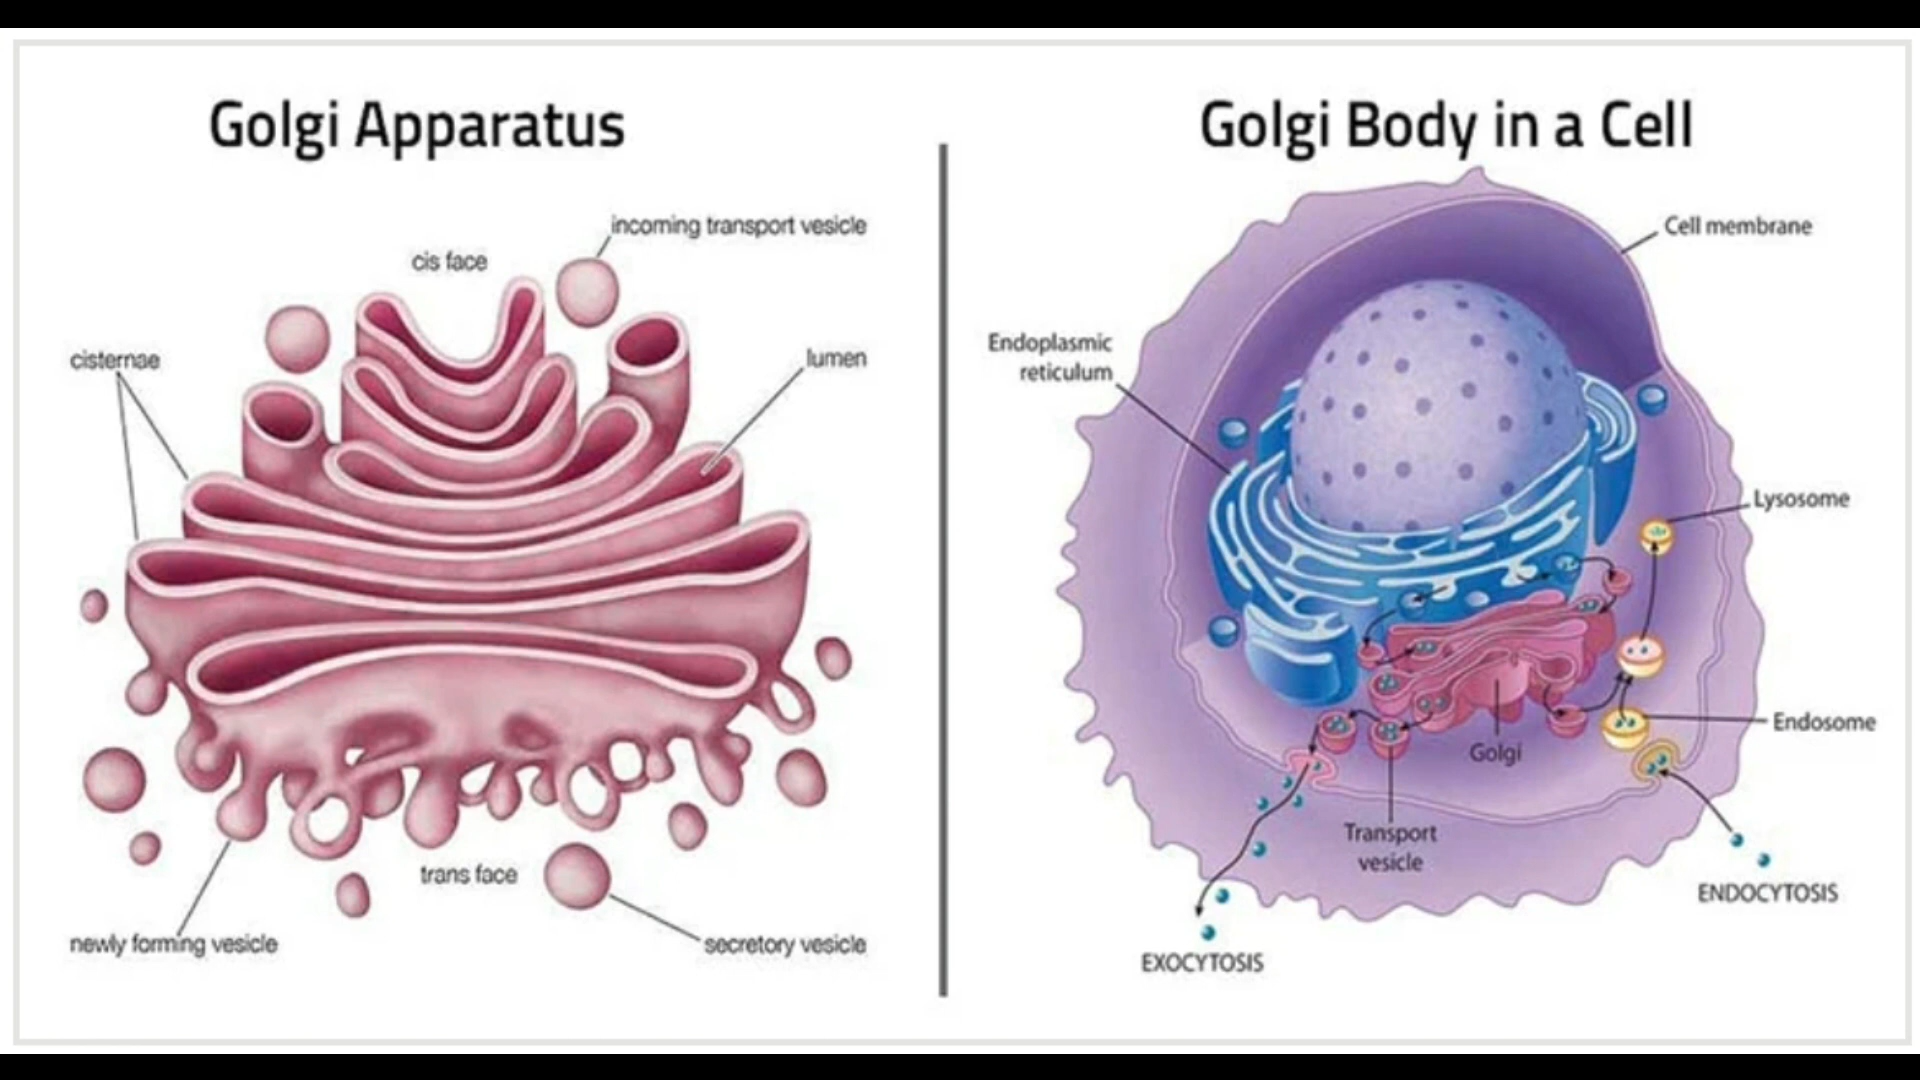 Golgi Apparatus
incoming transport vesicle
cis face
cisternae
lumen
trans face
newly forming vesicle
secretory vesicle
Golgi Body in a Cell
Cell membrane
Endoplasmic
reticulum
Lysosome
Endosome
Golgi
Transport
vesicle
ENDOCYTOSIS
EXOCYTOSIS